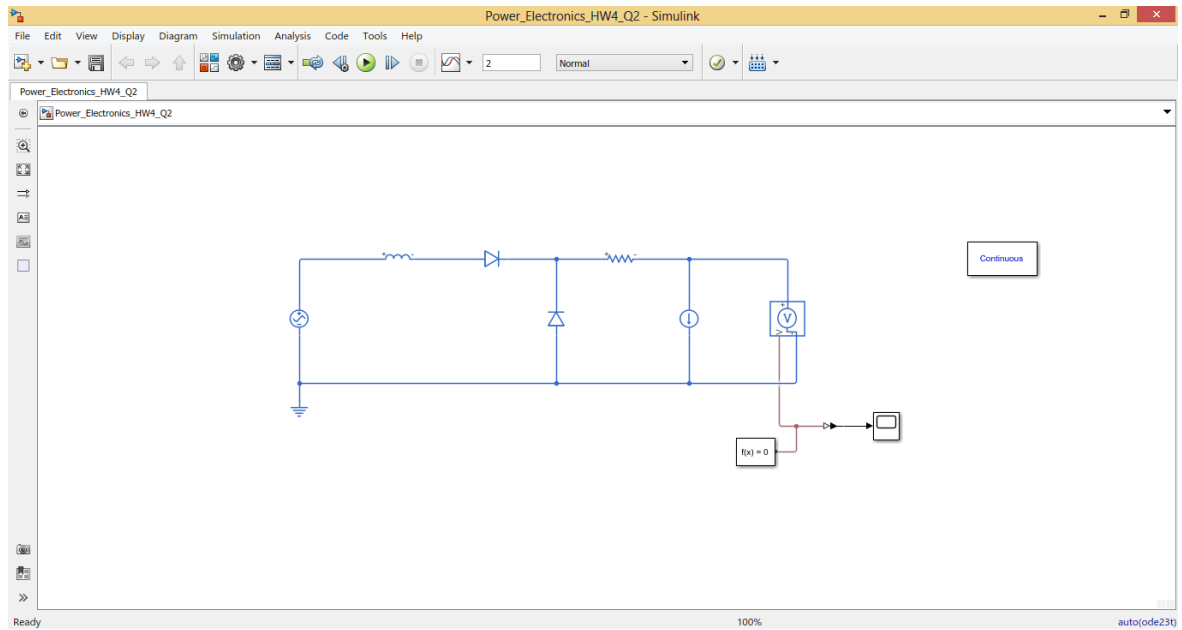 Power_Electronics_HW4_Q2 - Simulink
File Edit View Display Diagram Simulation Analysis Code Tools Help
2 Normal
Power_Electronics_HW4_Q2
Power_Electronics_HW4_Q2
Continuous
V
f(x) = 0
Ready 100% auto(ode23t)